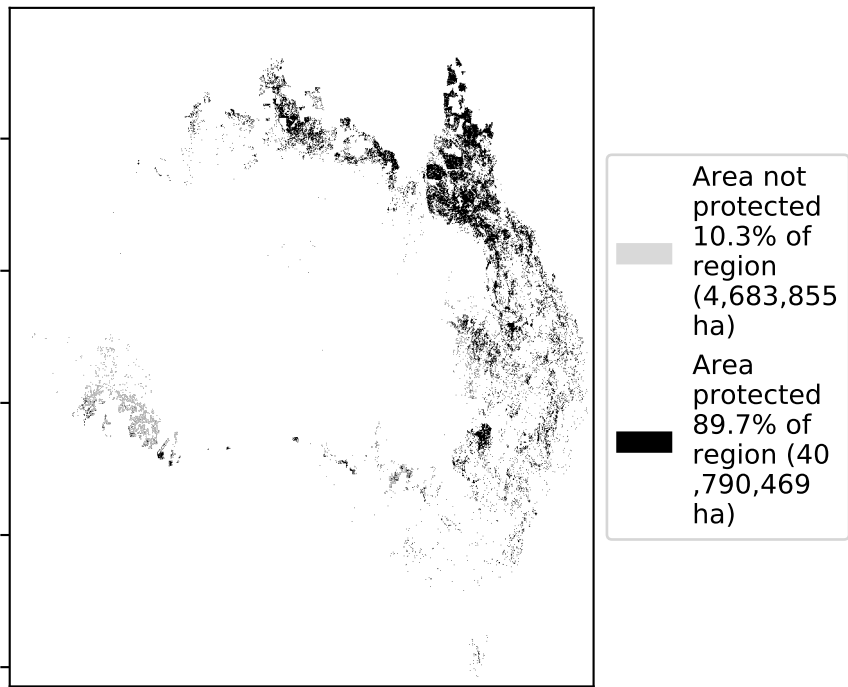 Area not
protected
10.3% of
region
(4,683,855
ha)
Area
protected
89.7% of
region (40
,790,469
ha)